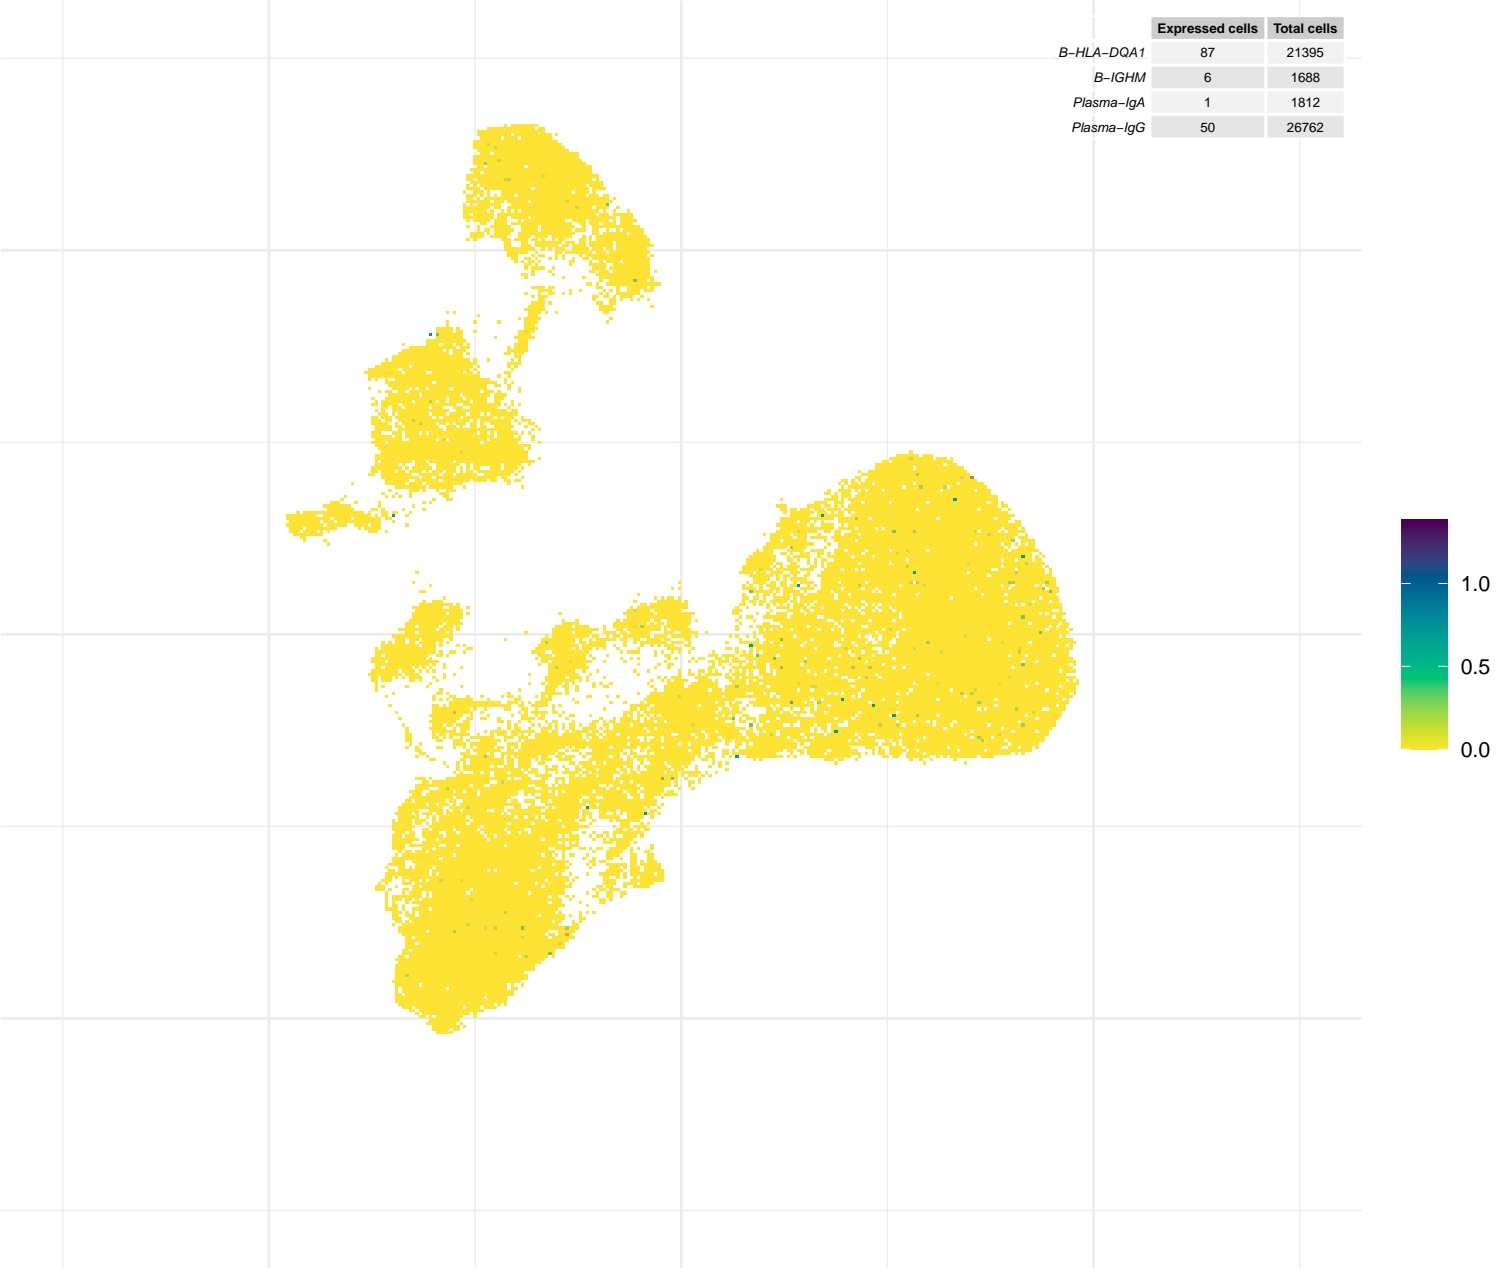 Expressed cells Total cells
B−HLA−DQA1 87 21395
B−IGHM 6 1688
Plasma−IgA 1 1812
Plasma−IgG 50 26762
1.0
0.5
0.0